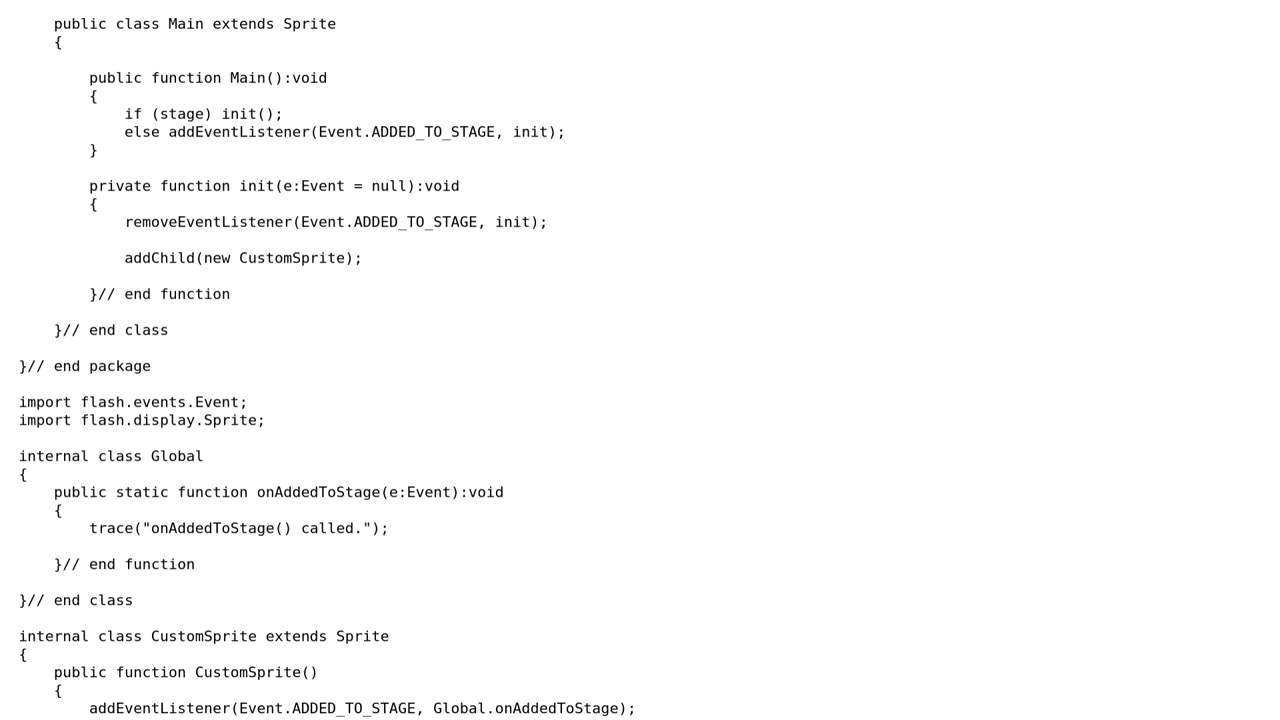 public class Main extends Sprite
    {

        public function Main():void
        {
            if (stage) init();
            else addEventListener(Event.ADDED_TO_STAGE, init);
        }

        private function init(e:Event = null):void
        {
            removeEventListener(Event.ADDED_TO_STAGE, init);

            addChild(new CustomSprite);

        }// end function

    }// end class

}// end package

import flash.events.Event;
import flash.display.Sprite;

internal class Global
{
    public static function onAddedToStage(e:Event):void
    {
        trace("onAddedToStage() called.");

    }// end function

}// end class

internal class CustomSprite extends Sprite
{
    public function CustomSprite()
    {
        addEventListener(Event.ADDED_TO_STAGE, Global.onAddedToStage);